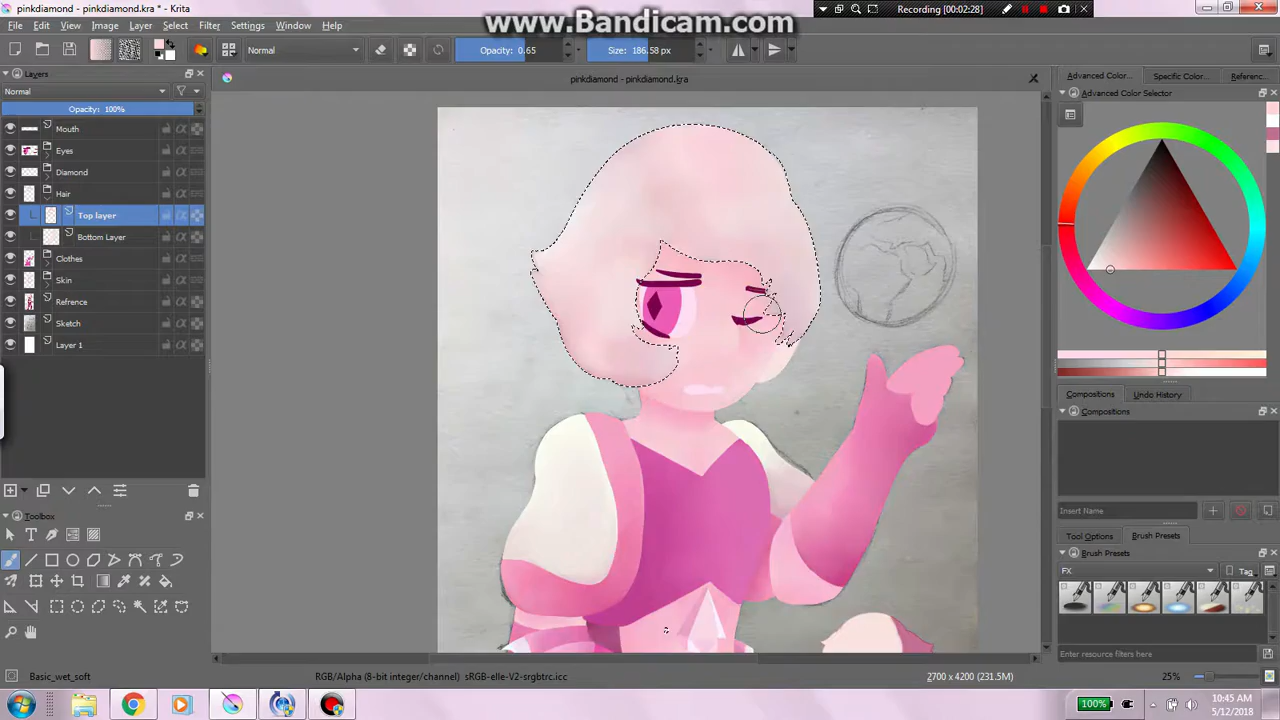 pinkdiamond - pinkdiamond.kra * - Krita
www.Bandicam.com
Recording [00:02:28]
File Edit View Image Layer Select Filter Tools Settings Window Help
Normal
Opacity: 0.65
Size: 186.58 px
Layers
pinkdiamond - pinkdiamond.kra
Advanced Color...
Specific Color...
Referenc...
Normal
Advanced Color Selector
Opacity: 100%
Mouth
Eyes
Diamond
Hair
Top layer
Bottom Layer
Clothes
Skin
Refrence
Sketch
Layer 1
Compositions
Undo History
Compositions
Insert Name
Toolbox
Tool Options
Brush Presets
Brush Presets
FX
Tag
Enter resource filters here
Basic_wet_soft
RGB/Alpha (8-bit integer/channel) sRGB-elle-V2-srgbtrc.icc
2700 x 4200 (231.5M)
25%
100%
10:45 AM
5/12/2018